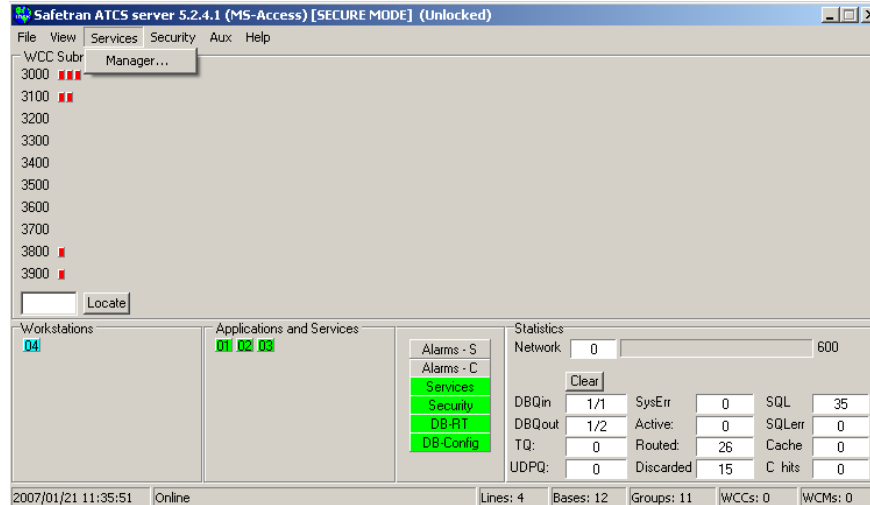 Safetran ATCS server 5.2.4.1 (MS-Access) [SECURE MODE] (Unlocked)
File View Services Security Aux Help
Manager...
WCC Subr
3000
3100
3200
3300
3400
3500
3600
3700
3800
3900
Locate
Workstations
04
Applications and Services
01 02 03
Alarms - S
Alarms - C
Services
Security
DB-RT
DB-Config
Statistics
Network 0 600
Clear
DBQin 1/1 SysErr 0 SQL 35
DBQout 1/2 Active: 0 SQLerr 0
TQ: 0 Routed: 26 Cache 0
UDPQ: 0 Discarded 15 C hits 0
2007/01/21 11:35:51 Online Lines: 4 Bases: 12 Groups: 11 WCCs: 0 WCMs: 0